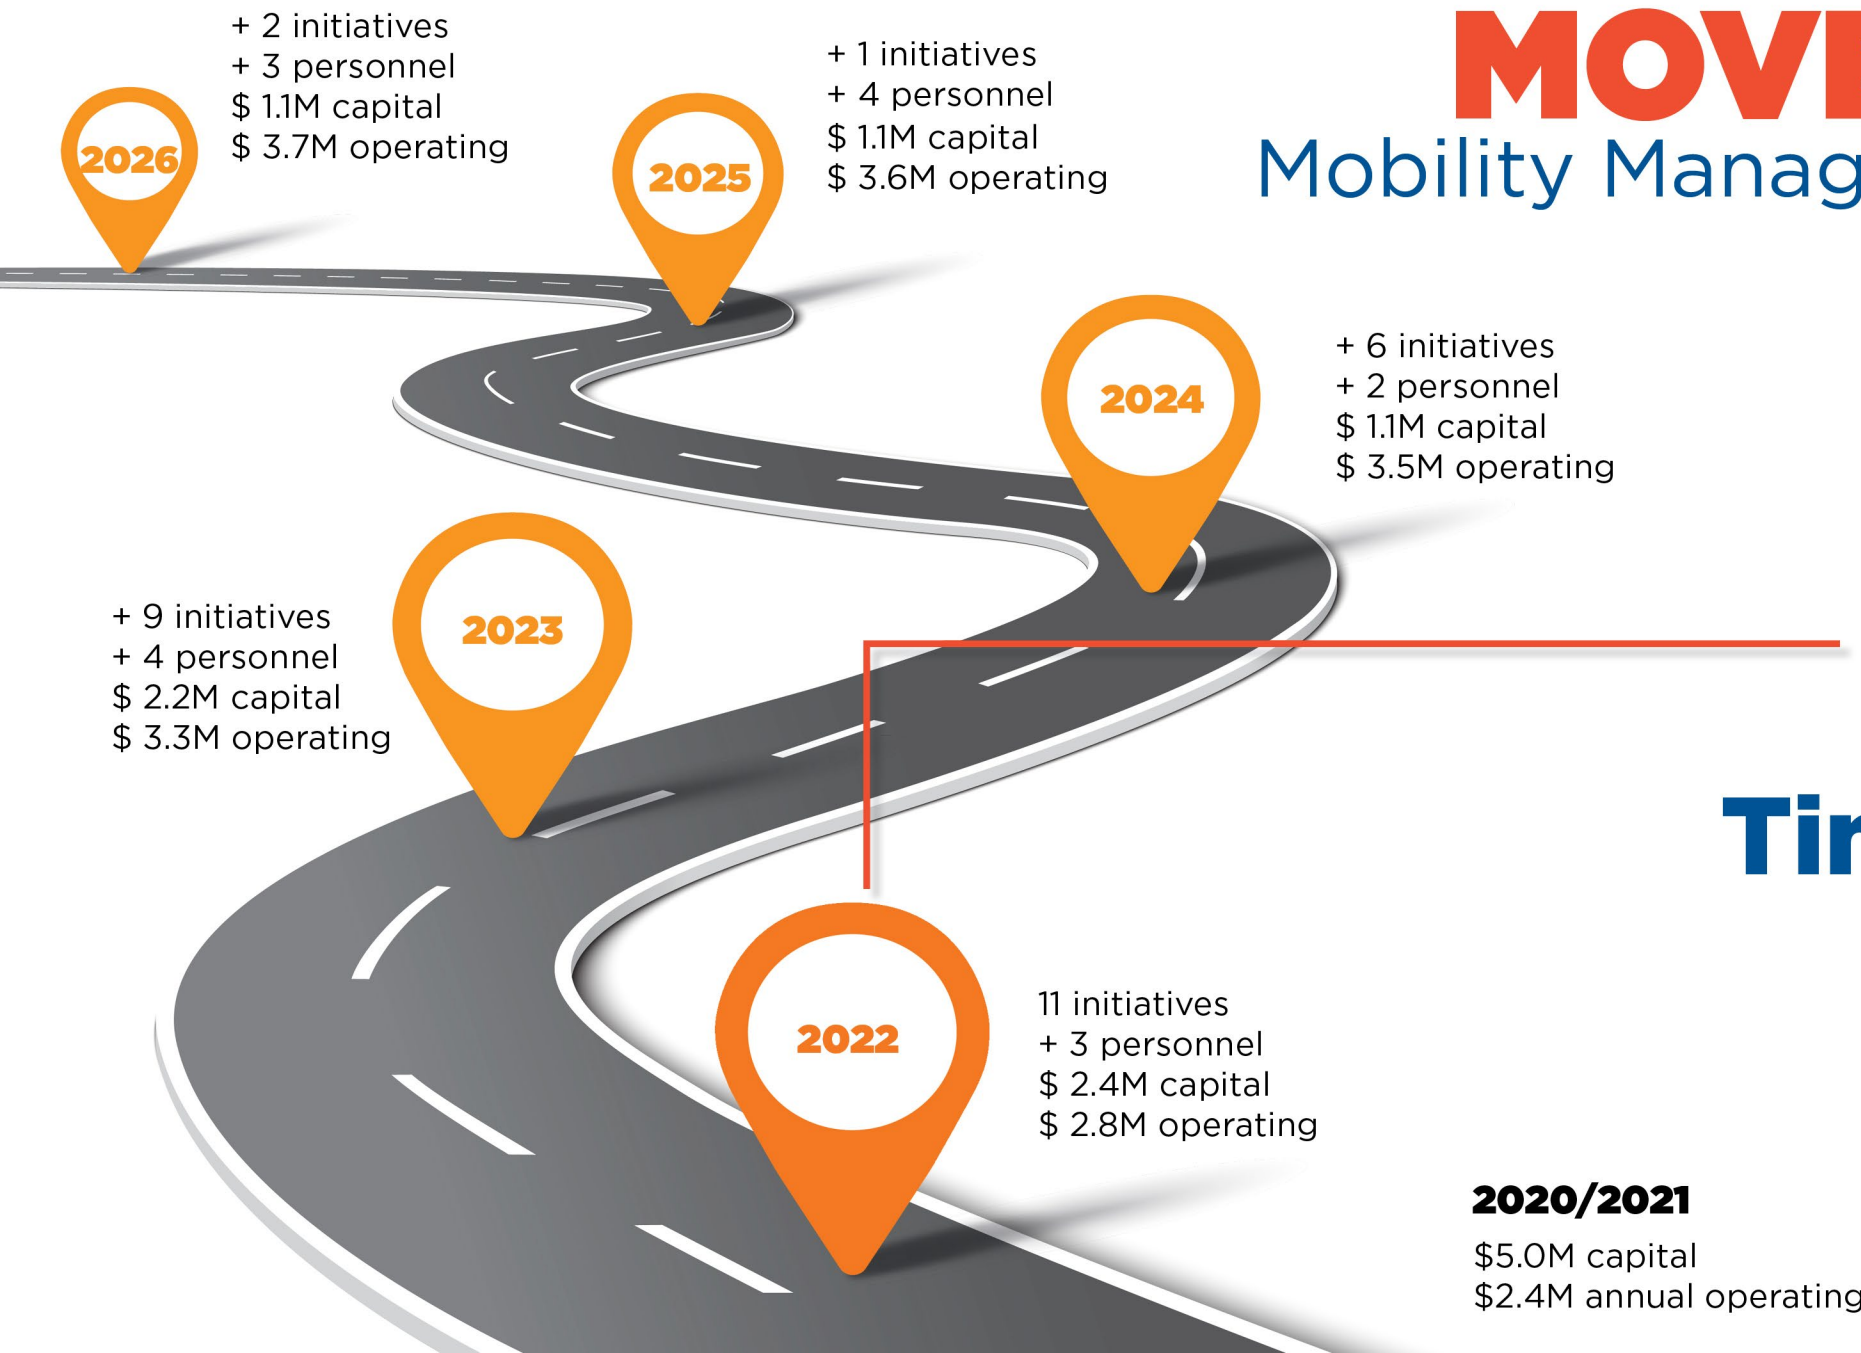 MOVI
Mobility Manag
+ 2 initiatives
+ 3 personnel
$ 1.1M capital
$ 3.7M operating
2026
+ 1 initiatives
+ 4 personnel
$ 1.1M capital
$ 3.6M operating
2025
+ 6 initiatives
+ 2 personnel
$ 1.1M capital
$ 3.5M operating
2024
+ 9 initiatives
+ 4 personnel
$ 2.2M capital
$ 3.3M operating
2023
11 initiatives
+ 3 personnel
$ 2.4M capital
$ 2.8M operating
2022
2020/2021
$5.0M capital
$2.4M annual operating